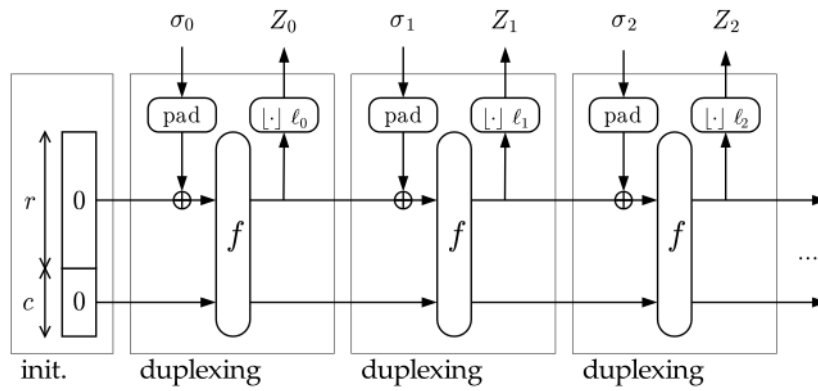 σ₀ Z₀ σ₁ Z₁ σ₂ Z₂
pad ⌊·⌋ ℓ₀ pad ⌊·⌋ ℓ₁ pad ⌊·⌋ ℓ₂
r 0
f f f
...
c 0
init. duplexing duplexing duplexing